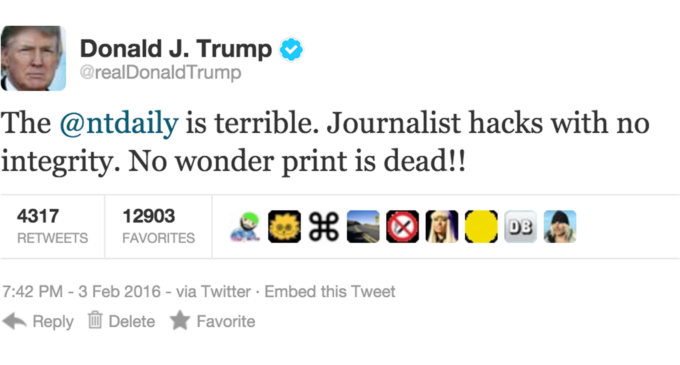 Donald J. Trump
@realDonaldTrump
The @ntdaily is terrible. Journalist hacks with no
integrity. No wonder print is dead!!
4317 12903
RETWEETS FAVORITES
DB
7:42 PM - 3 Feb 2016 - via Twitter · Embed this Tweet
Reply Delete Favorite